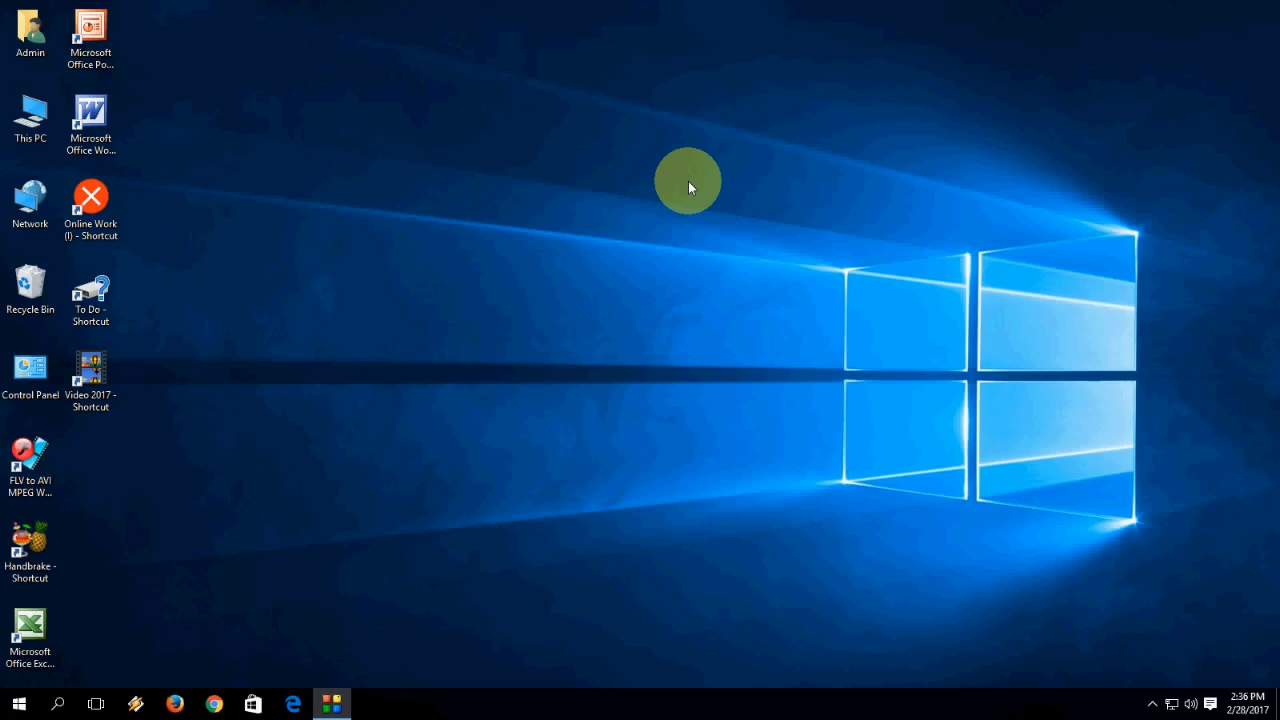 Admin
Microsoft
Office Po...
This PC
Microsoft
Office Wo...
Network
Online Work
(I) - Shortcut
Recycle Bin
To Do -
Shortcut
Control Panel
Video 2017 -
Shortcut
FLV to AVI
MPEG W...
Handbrake -
Shortcut
Microsoft
Office Exc...
2:36 PM
2/28/2017